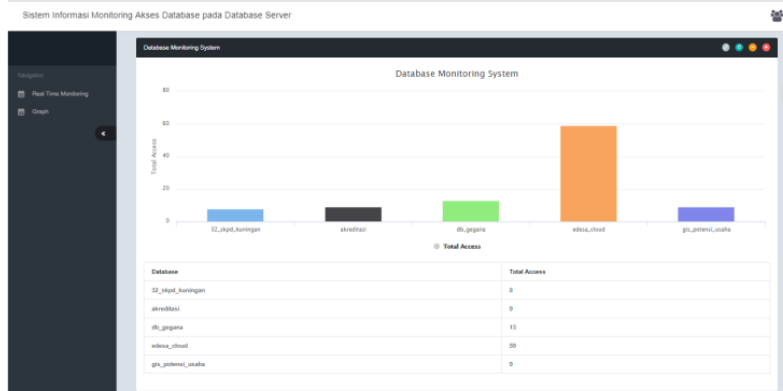 Sistem Informasi Monitoring Akses Database pada Database Server
Database Monitoring System
Navigation
Real Time Monitoring
Graph
Database Monitoring System
80
60
40
20
0
Total Access
32_skpd_kuningan
akreditasi
db_gegana
edesa_cloud
gis_potensi_usaha
Total Access
Database Total Access
32_skpd_kuningan 8
akreditasi 9
db_gegana 13
edesa_cloud 59
gis_potensi_usaha 9